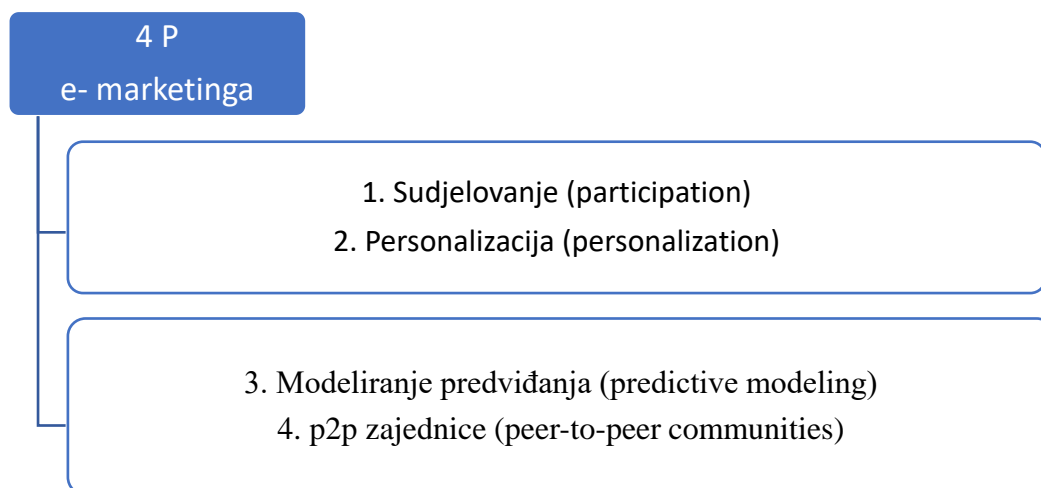 4 P
e- marketinga
1. Sudjelovanje (participation)
2. Personalizacija (personalization)
3. Modeliranje predviđanja (predictive modeling)
4. p2p zajednice (peer-to-peer communities)